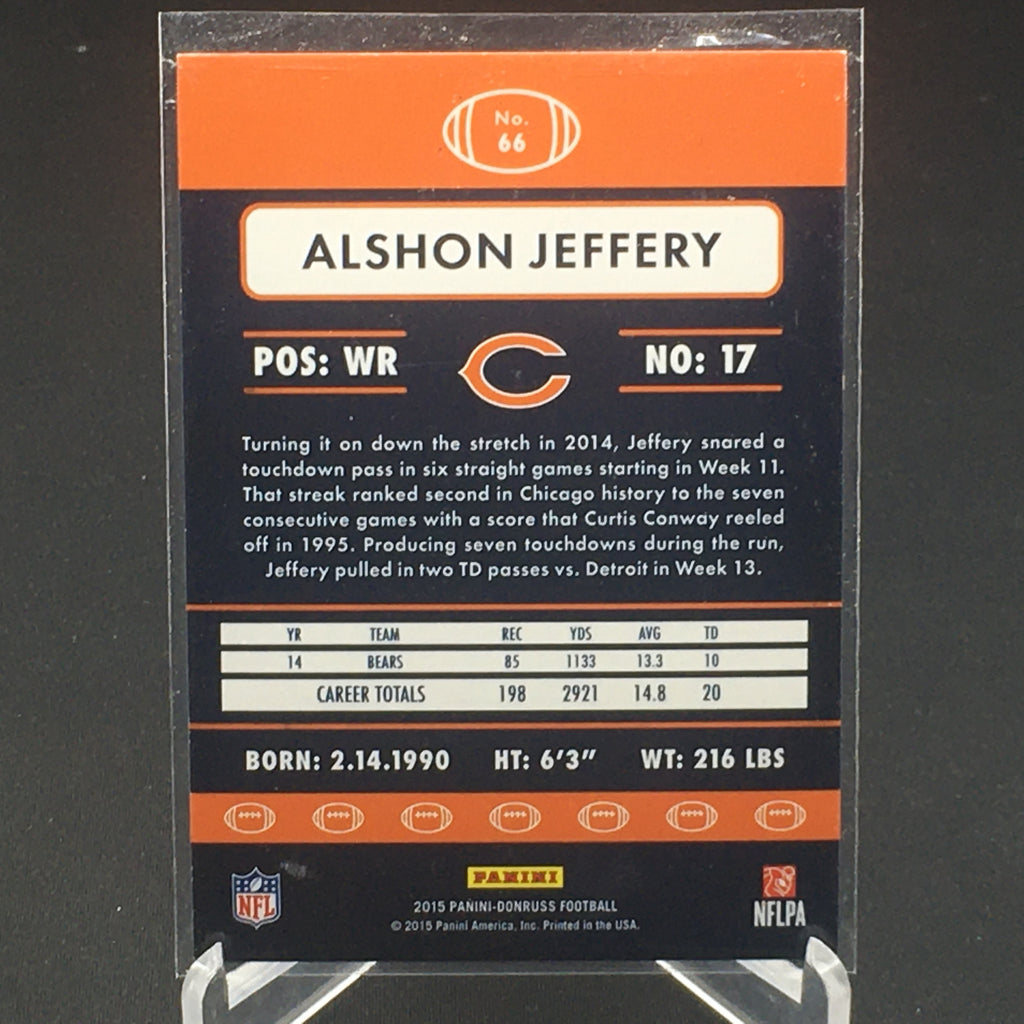 No.
66
ALSHON JEFFERY
POS: WR
NO: 17
Turning it on down the stretch in 2014, Jeffery snared a
touchdown pass in six straight games starting in Week 11.
That streak ranked second in Chicago history to the seven
consecutive games with a score that Curtis Conway reeled
off in 1995. Producing seven touchdowns during the run,
Jeffery pulled in two TD passes vs. Detroit in Week 13.
YR TEAM REC YDS AVG TD
14 BEARS 85 1133 13.3 10
CAREER TOTALS 198 2921 14.8 20
BORN: 2.14.1990 HT: 6'3" WT: 216 LBS
NFL
PANINI
2015 PANINI-DONRUSS FOOTBALL
© 2015 Panini America, Inc. Printed in the USA.
NFLPA